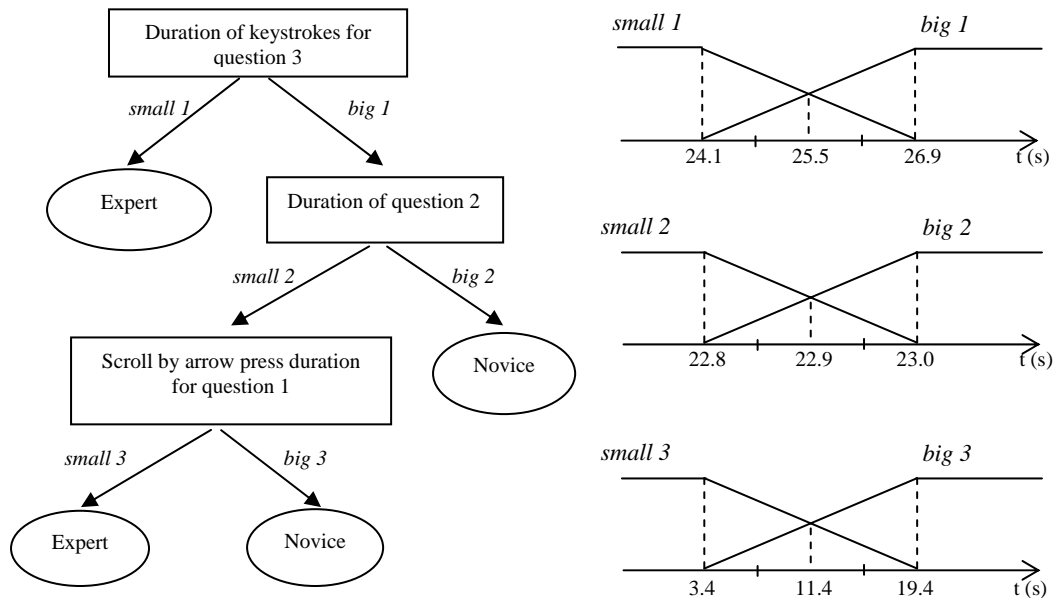 Duration of keystrokes for
question 3
small 1
big 1
Expert
Duration of question 2
small 2
big 2
Scroll by arrow press duration
for question 1
Novice
small 3
big 3
Expert
Novice
small 1
big 1
24.1
25.5
26.9
t (s)
small 2
big 2
22.8
22.9
23.0
t (s)
small 3
big 3
3.4
11.4
19.4
t (s)